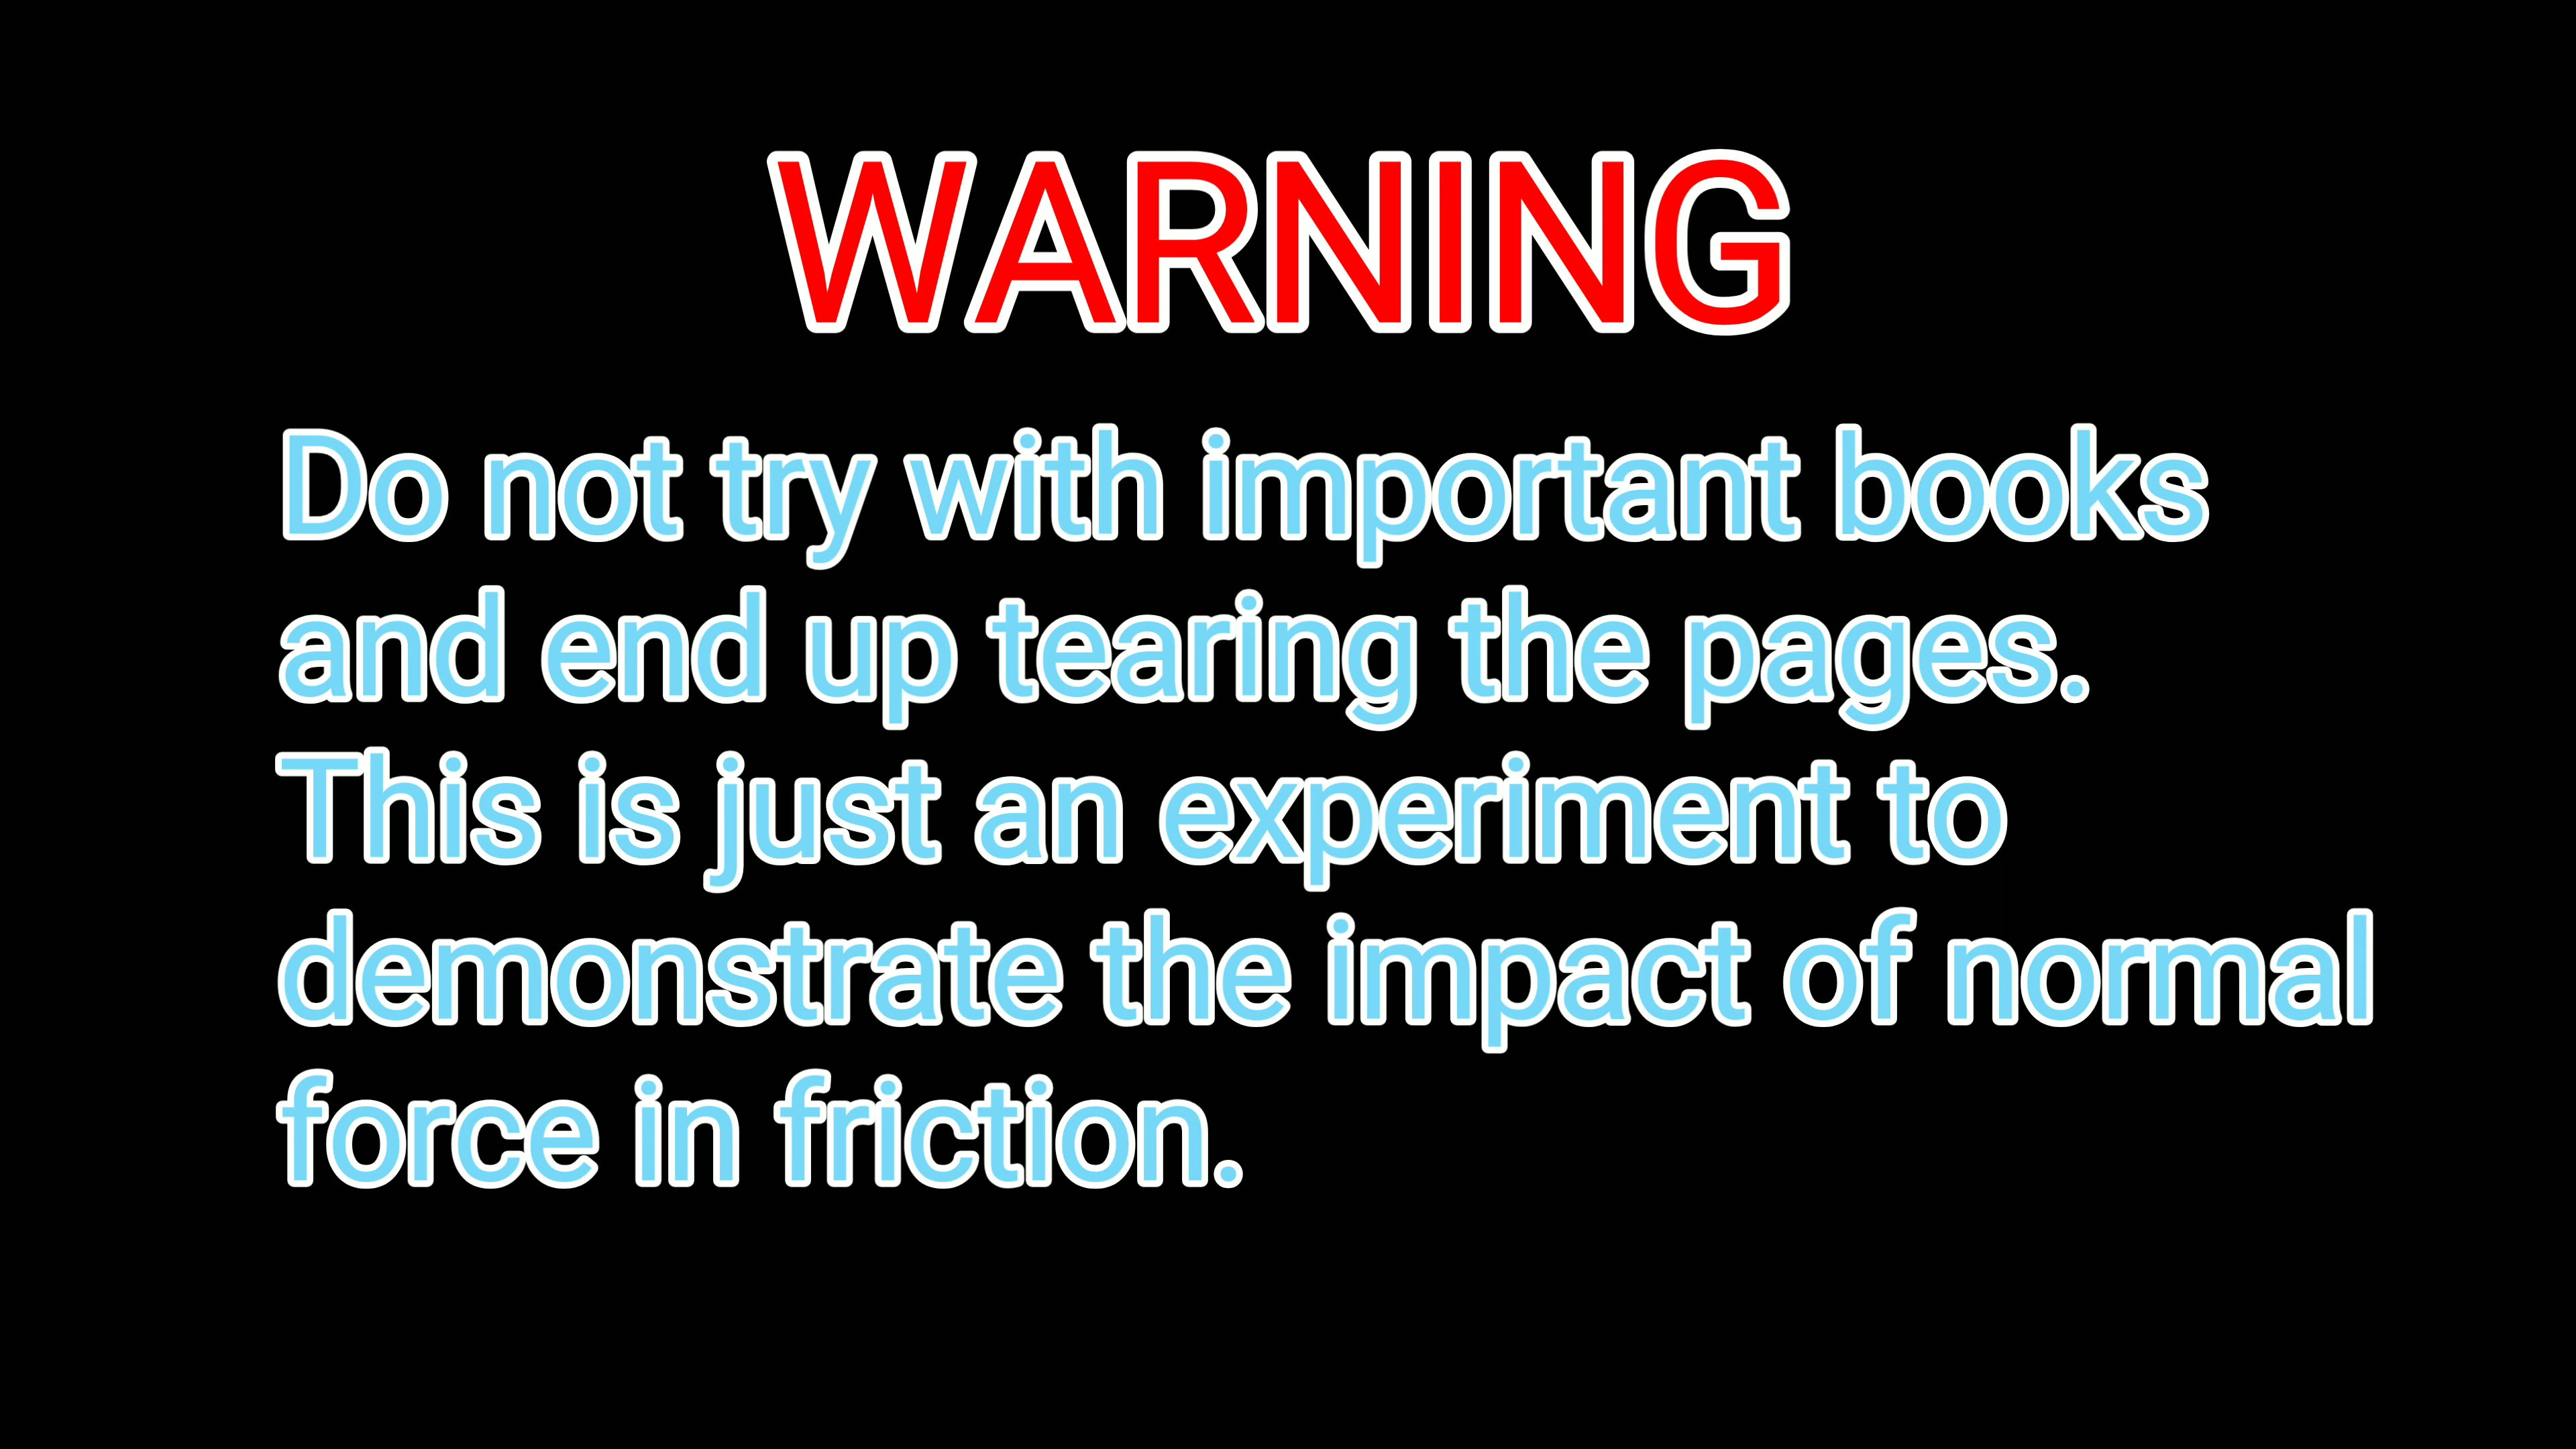 WARNING
Do not try with important books
and end up tearing the pages.
This is just an experiment to
demonstrate the impact of normal
force in friction.